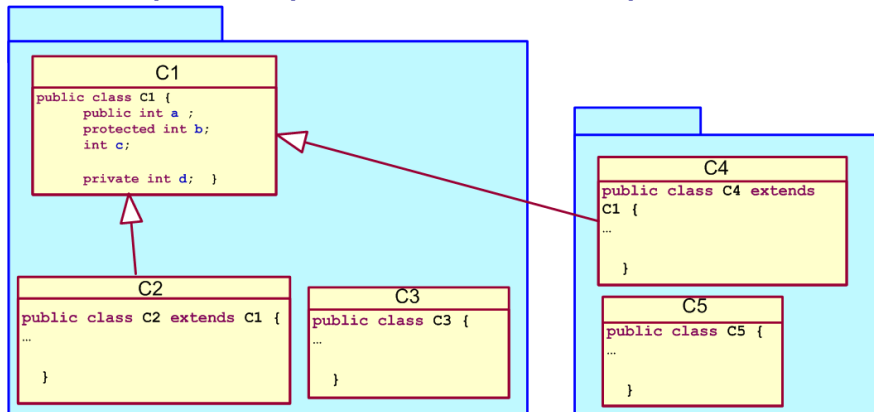 C1
public class C1 {
public int a ;
protected int b;
int c;
private int d;  }
C2
public class C2 extends C1 {
…
}
C3
public class C3 {
…
}
C4
public class C4 extends
C1 {
…
}
C5
public class C5 {
…
}